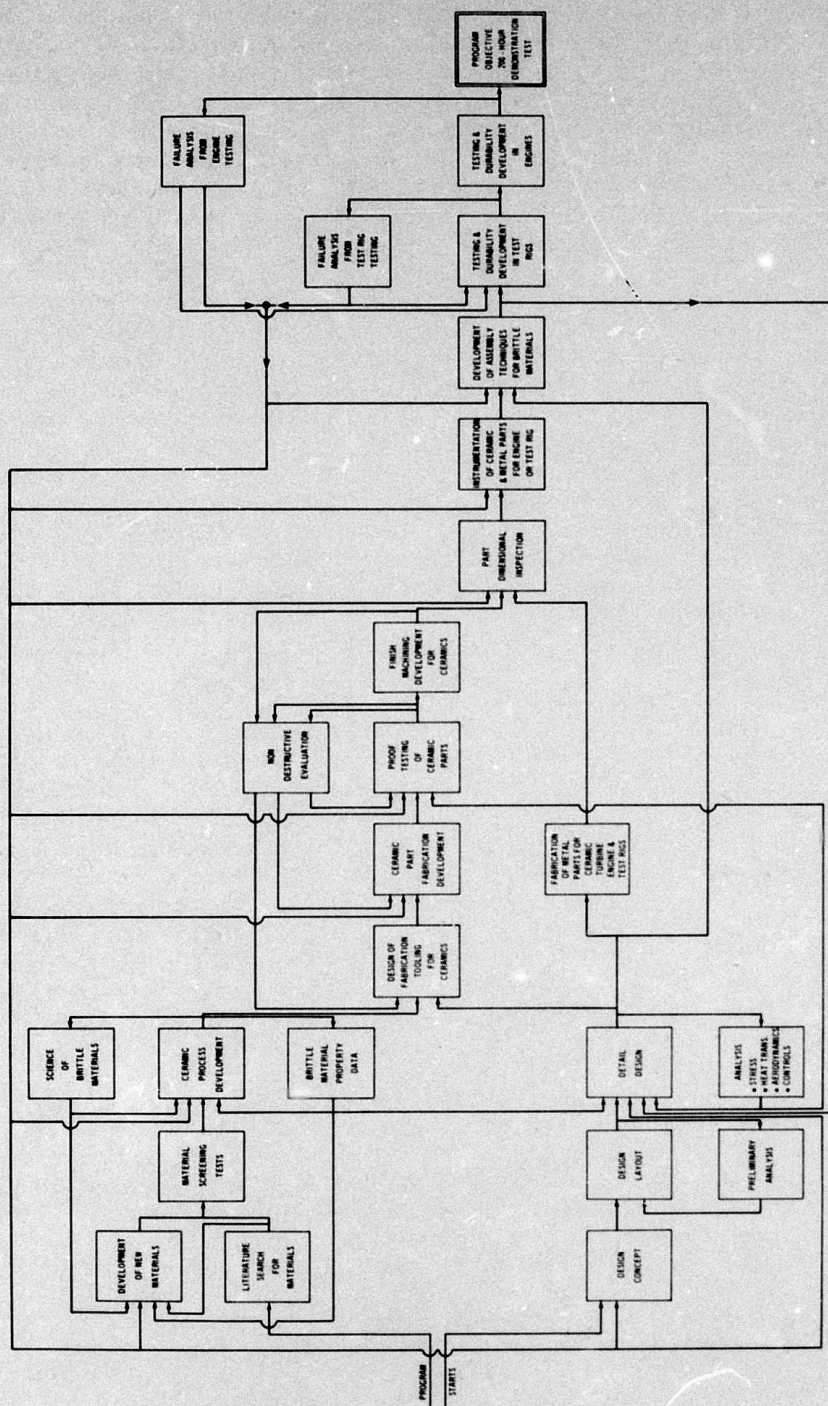 PROGRAM
STARTS
DEVELOPMENT
OF NEW
MATERIALS
LITERATURE
SEARCH
FOR
MATERIALS
DESIGN
CONCEPT
MATERIAL
SCREENING
TESTS
DESIGN
LAYOUT
PRELIMINARY
ANALYSIS
SCIENCE
OF
BRITTLE
MATERIALS
CERAMIC
PROCESS
DEVELOPMENT
BRITTLE
MATERIAL
PROPERTY
DATA
DETAIL
DESIGN
ANALYSIS
• STRESS
• HEAT TRANS.
• AERODYNAMICS
• CONTROLS
DESIGN OF
FABRICATION
TOOLING
FOR
CERAMICS
CERAMIC
PART
FABRICATION
DEVELOPMENT
FABRICATION
OF METAL
PARTS FOR
CERAMIC
TURBINE
ENGINE &
TEST RIGS
NON
DESTRUCTIVE
EVALUATION
PROOF
TESTING
OF
CERAMIC PARTS
FINISH
MACHINING
DEVELOPMENT
FOR
CERAMICS
PART
DIMENSIONAL
INSPECTION
INSTRUMENTATION
OF CERAMIC
& METAL PARTS
FOR ENGINE
OR TEST RIG
DEVELOPMENT
OF ASSEMBLY
TECHNIQUES
FOR BRITTLE
MATERIALS
FAILURE
ANALYSIS
FROM
TEST RIG
TESTING
TESTING &
DURABILITY
DEVELOPMENT
IN TEST
RIGS
FAILURE
ANALYSIS
FROM
ENGINE
TESTING
TESTING &
DURABILITY
DEVELOPMENT
IN
ENGINES
PROGRAM
OBJECTIVE
200-HOUR
DEMONSTRATION
TEST